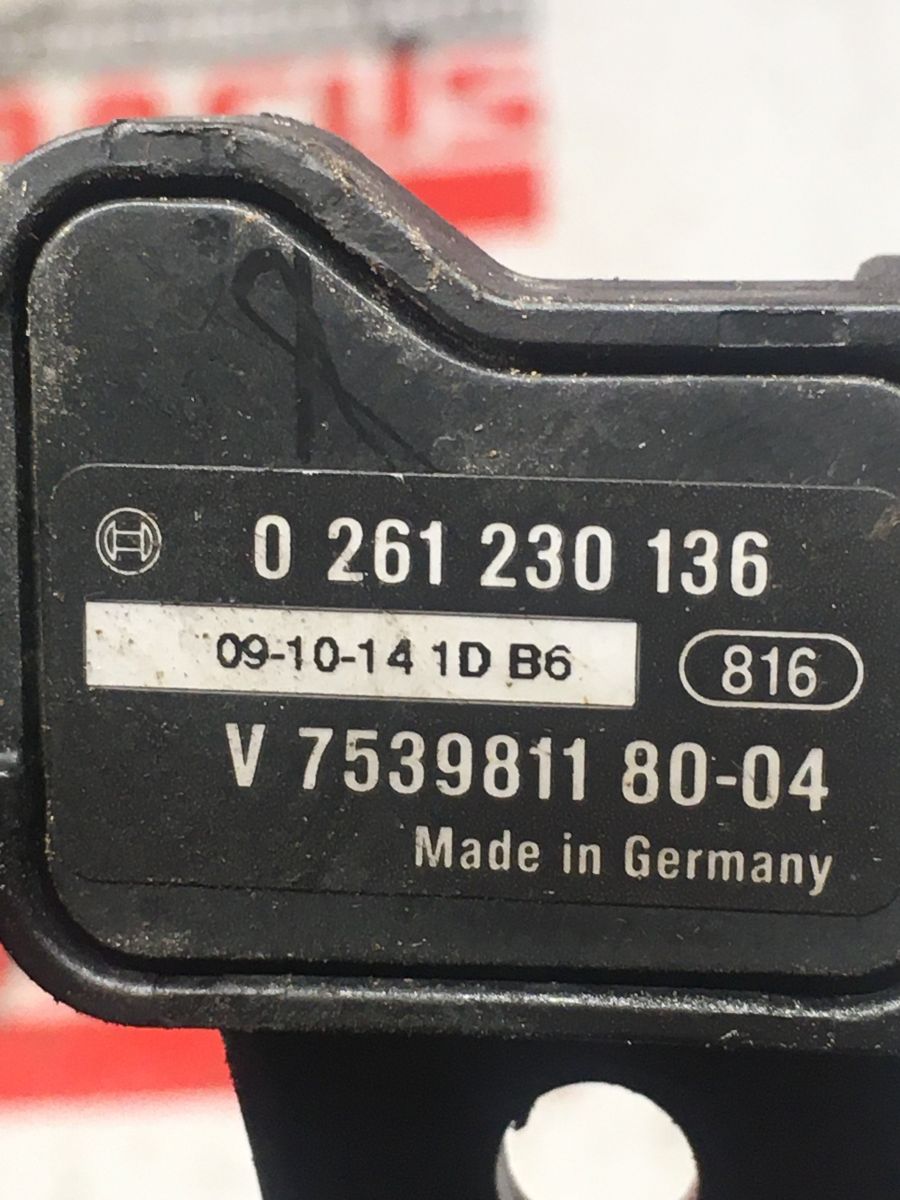 0 261 230 136
09-10-14 1D B6
816
V 7539811 80-04
Made in Germany